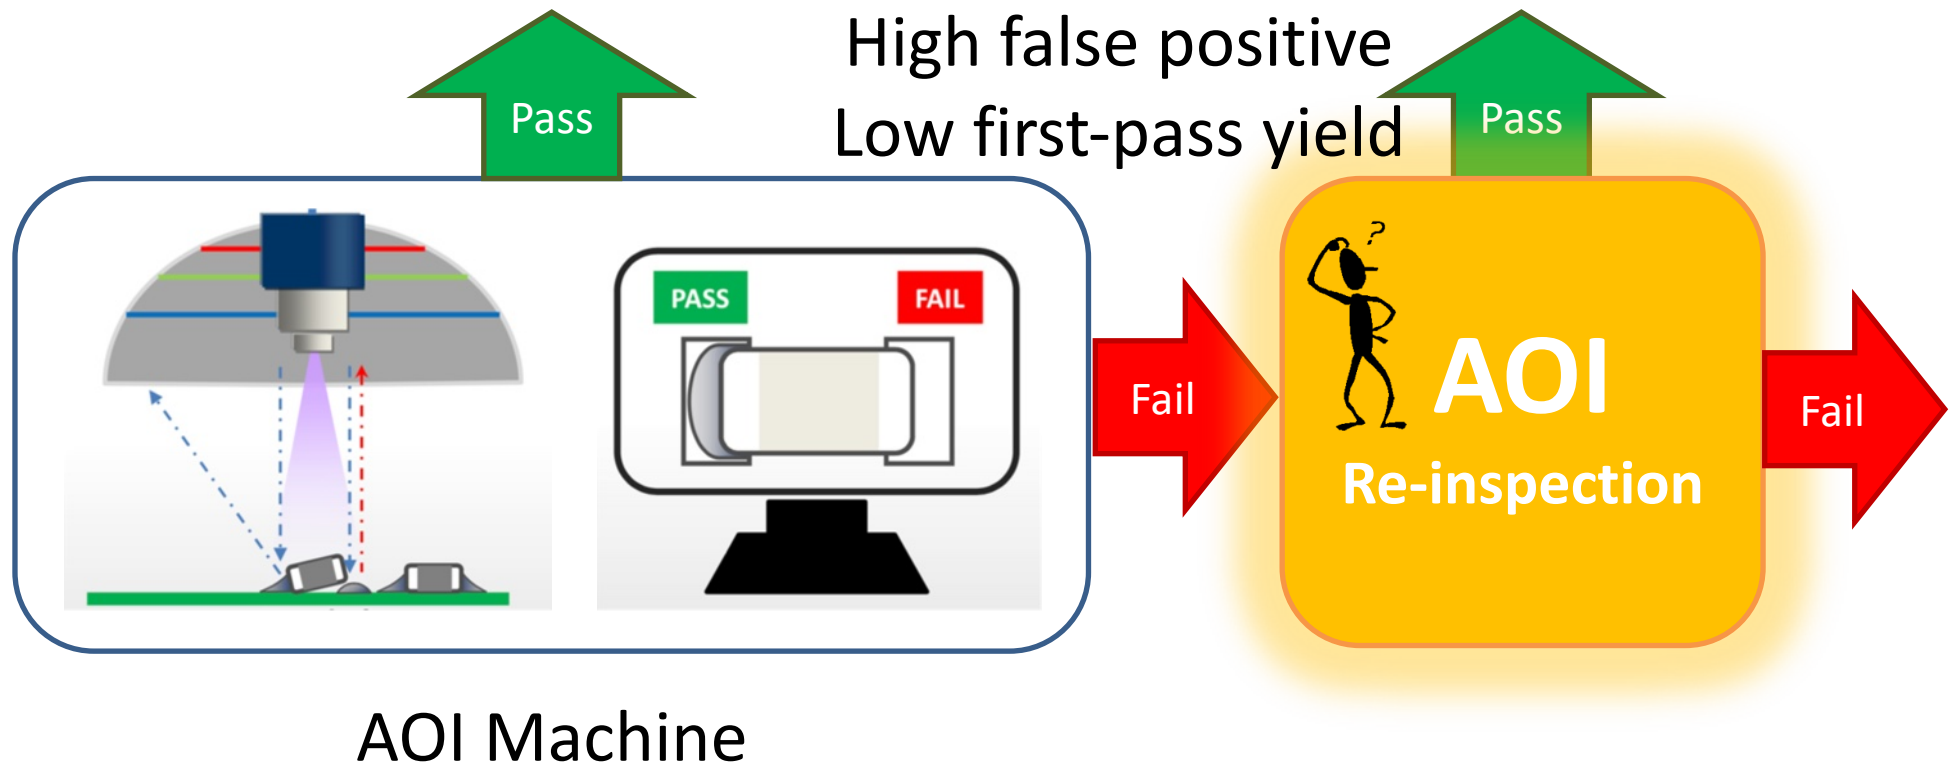 Pass
High false positive
Low first-pass yield
Pass
PASS
FAIL
Fail
?
AOI
Re-inspection
Fail
AOI Machine